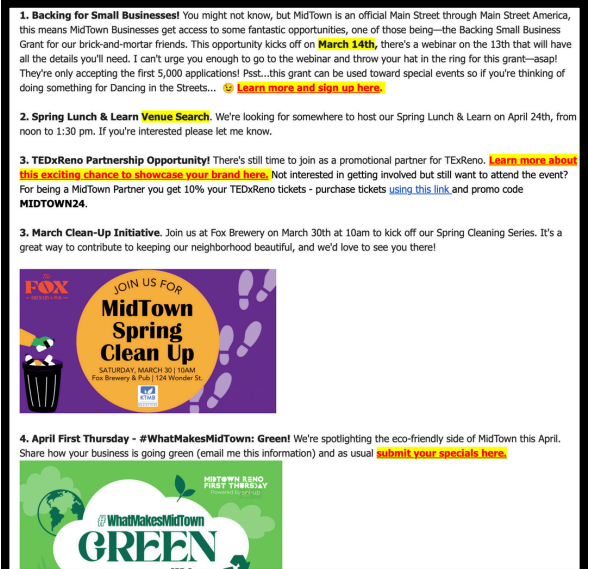 1. Backing for Small Businesses! You might not know, but MidTown is an official Main Street through Main Street America,
this means MidTown Businesses get access to some fantastic opportunities, one of those being—the Backing Small Business
Grant for our brick-and-mortar friends. This opportunity kicks off on March 14th, there's a webinar on the 13th that will have
all the details you'll need. I can't urge you enough to go to the webinar and throw your hat in the ring for this grant—asap!
They're only accepting the first 5,000 applications! Psst...this grant can be used toward special events so if you're thinking of
doing something for Dancing in the Streets... 😉 Learn more and sign up here.
2. Spring Lunch & Learn Venue Search. We're looking for somewhere to host our Spring Lunch & Learn on April 24th, from
noon to 1:30 pm. If you're interested please let me know.
3. TEDxReno Partnership Opportunity! There's still time to join as a promotional partner for TExReno. Learn more about
this exciting chance to showcase your brand here. Not interested in getting involved but still want to attend the event?
For being a MidTown Partner you get 10% your TEDxReno tickets - purchase tickets using this link and promo code
MIDTOWN24.
3. March Clean-Up Initiative. Join us at Fox Brewery on March 30th at 10am to kick off our Spring Cleaning Series. It's a
great way to contribute to keeping our neighborhood beautiful, and we'd love to see you there!
FOX
JOIN US FOR
MidTown
Spring
Clean Up
SATURDAY, MARCH 30 | 10AM
Fox Brewery & Pub | 124 Wonder St.
KTMB
4. April First Thursday - #WhatMakesMidTown: Green! We're spotlighting the eco-friendly side of MidTown this April.
Share how your business is going green (email me this information) and as usual submit your specials here.
MIDTOWN RENO
FIRST THURSDAY
Powered by
#WhatMakesMidTown
GREEN